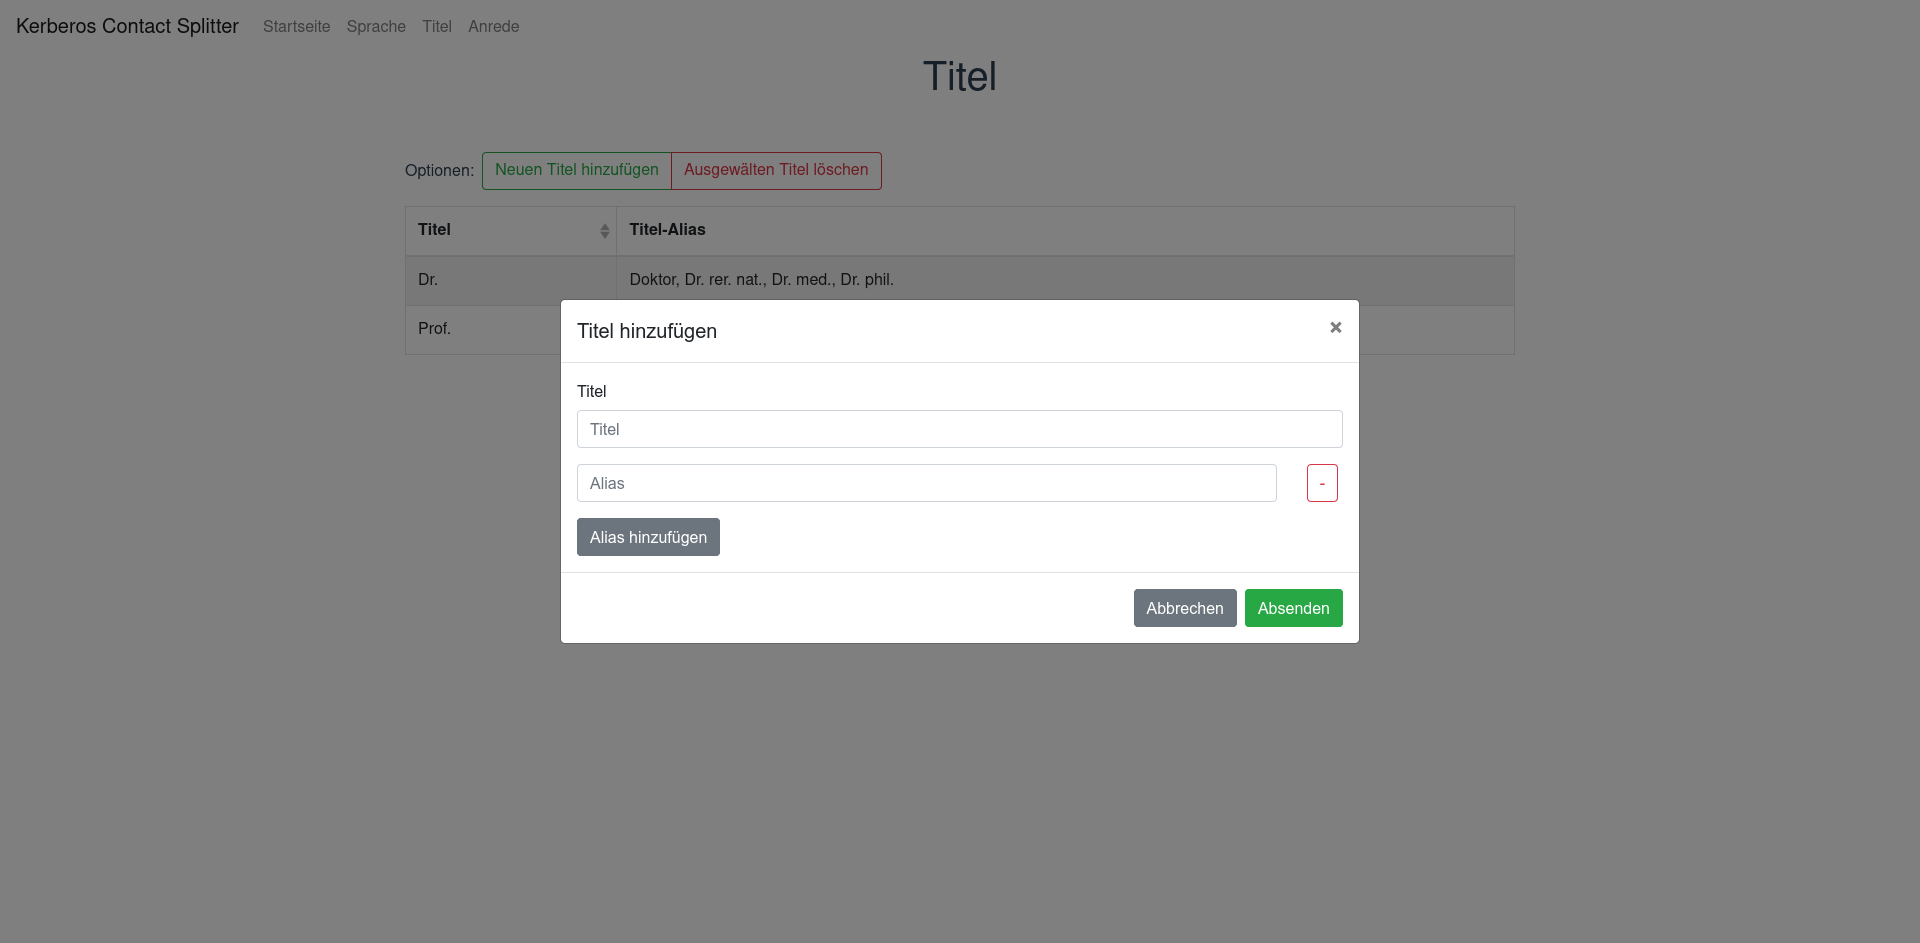 Kerberos Contact Splitter Startseite Sprache Titel Anrede
Titel
Optionen: Neuen Titel hinzufügen Ausgewälten Titel löschen
Titel Titel-Alias
Dr. Doktor, Dr. rer. nat., Dr. med., Dr. phil.
Prof.
Titel hinzufügen ×
Titel
Titel
Alias -
Alias hinzufügen
Abbrechen Absenden